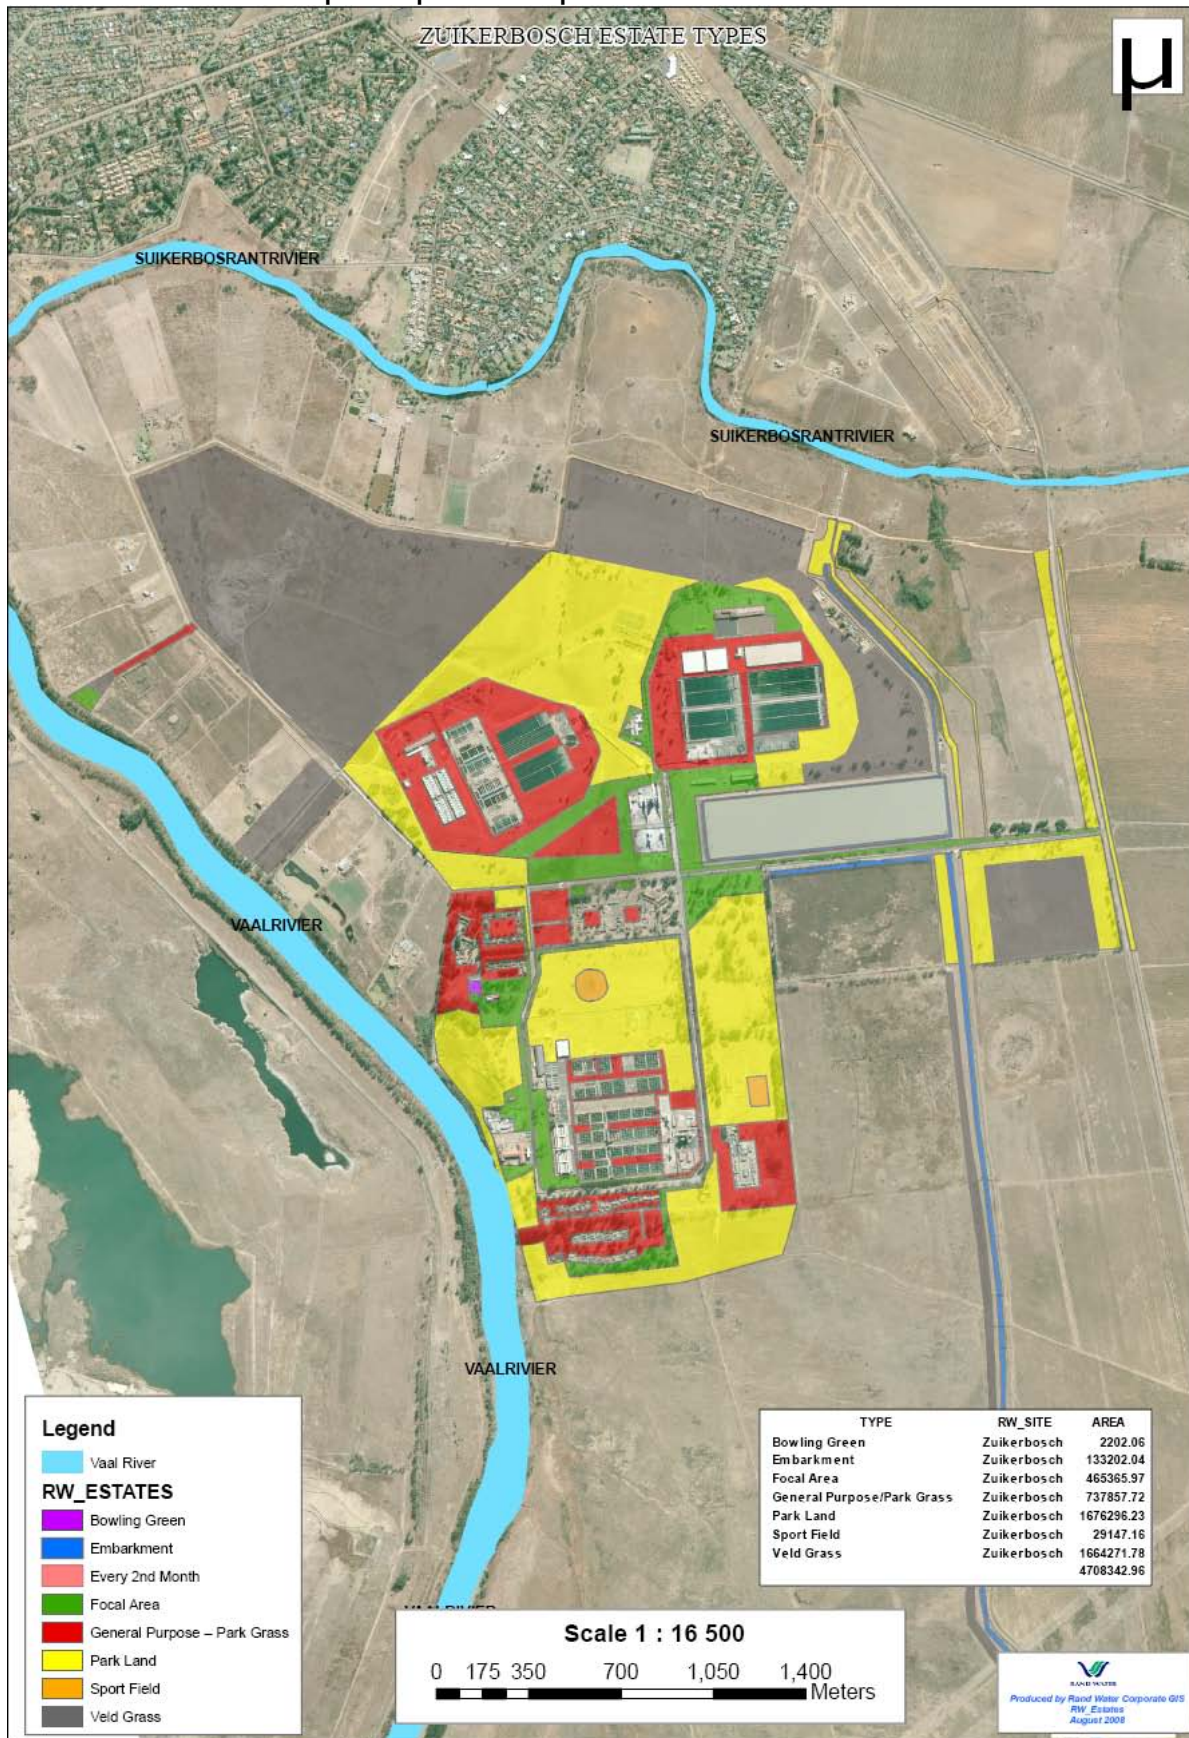 ZUIKERBOSCH ESTATE TYPES
µ
SUIKERBOSRANTRIVIER
SUIKERBOSRANTRIVIER
VAALRIVIER
VAALRIVIER
Legend
Vaal River
RW_ESTATES
Bowling Green
Embarkment
Every 2nd Month
Focal Area
General Purpose – Park Grass
Park Land
Sport Field
Veld Grass
TYPE RW_SITE AREA
Bowling Green Zuikerbosch 2202.06
Embarkment Zuikerbosch 133202.04
Focal Area Zuikerbosch 465365.97
General Purpose/Park Grass Zuikerbosch 737857.72
Park Land Zuikerbosch 1676296.23
Sport Field Zuikerbosch 29147.16
Veld Grass Zuikerbosch 1664271.78
4708342.96
Scale 1 : 16 500
0 175 350 700 1,050 1,400
Meters
RAND WATER
Produced by Rand Water Corporate GIS
RW_Estates
August 2008